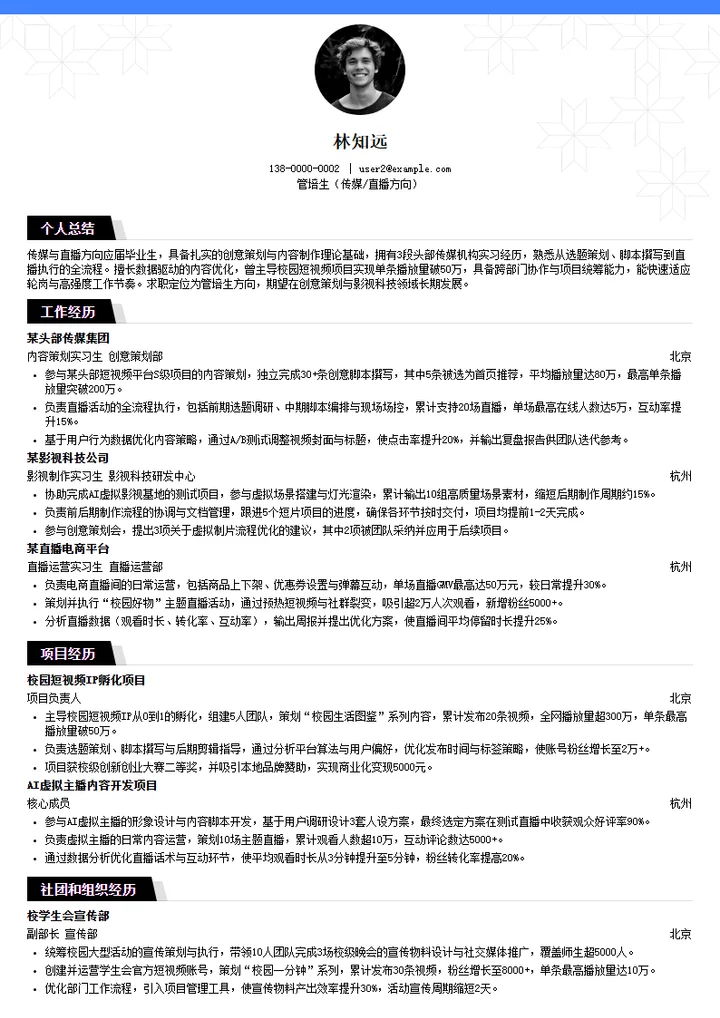 林知远
138-0000-0002 | user2@example.com
管培生（传媒/直播方向）
个人总结
传媒与直播方向应届毕业生，具备扎实的创意策划与内容制作理论基础，拥有3段头部传媒机构实习经历，熟悉从选题策划、脚本撰写到直
播执行的全流程。擅长数据驱动的内容优化，曾主导校园短视频项目实现单条播放量破50万，具备跨部门协作与项目统筹能力，能快速适应
轮岗与高强度工作节奏。求职定位为管培生方向，期望在创意策划与影视科技领域长期发展。
工作经历
某头部传媒集团
内容策划实习生 创意策划部 北京
• 参与某头部短视频平台S级项目的内容策划，独立完成30+条创意脚本撰写，其中5条被选为首页推荐，平均播放量达80万，最高单条播
放量突破200万。
• 负责直播活动的全流程执行，包括前期选题调研、中期脚本编排与现场场控，累计支持20场直播，单场最高在线人数达5万，互动率提
升15%。
• 基于用户行为数据优化内容策略，通过A/B测试调整视频封面与标题，使点击率提升20%，并输出复盘报告供团队迭代参考。
某影视科技公司
影视制作实习生 影视科技研发中心 杭州
• 协助完成AI虚拟影视基地的测试项目，参与虚拟场景搭建与灯光渲染，累计输出10组高质量场景素材，缩短后期制作周期约15%。
• 负责前后期制作流程的协调与文档管理，跟进5个短片项目的进度，确保各环节按时交付，项目均提前1-2天完成。
• 参与创意策划会，提出3项关于虚拟制片流程优化的建议，其中2项被团队采纳并应用于后续项目。
某直播电商平台
直播运营实习生 直播运营部 杭州
• 负责电商直播间的日常运营，包括商品上下架、优惠券设置与弹幕互动，单场直播GMV最高达50万元，较日常提升30%。
• 策划并执行“校园好物”主题直播活动，通过预热短视频与社群裂变，吸引超2万人次观看，新增粉丝5000+。
• 分析直播数据（观看时长、转化率、互动率），输出周报并提出优化方案，使直播间平均停留时长提升25%。
项目经历
校园短视频IP孵化项目
项目负责人 北京
• 主导校园短视频IP从0到1的孵化，组建5人团队，策划“校园生活图鉴”系列内容，累计发布20条视频，全网播放量超300万，单条最高
播放量破50万。
• 负责选题策划、脚本撰写与后期剪辑指导，通过分析平台算法与用户偏好，优化发布时间与标签策略，使账号粉丝增长至2万+。
• 项目获校级创新创业大赛二等奖，并吸引本地品牌赞助，实现商业化变现5000元。
AI虚拟主播内容开发项目
核心成员 杭州
• 参与AI虚拟主播的形象设计与内容脚本开发，基于用户调研设计3套人设方案，最终选定方案在测试直播中收获观众好评率90%。
• 负责虚拟主播的日常内容运营，策划10场主题直播，累计观看人数超10万，互动评论数达5000+。
• 通过数据分析优化直播话术与互动环节，使平均观看时长从3分钟提升至5分钟，粉丝转化率提高20%。
社团和组织经历
校学生会宣传部
副部长 宣传部 北京
• 统筹校园大型活动的宣传策划与执行，带领10人团队完成3场校级晚会的宣传物料设计与社交媒体推广，覆盖师生超5000人。
• 创建并运营学生会官方短视频账号，策划“校园一分钟”系列，累计发布30条视频，粉丝增长至8000+，单条最高播放量达10万。
• 优化部门工作流程，引入项目管理工具，使宣传物料产出效率提升30%，活动宣传周期缩短2天。